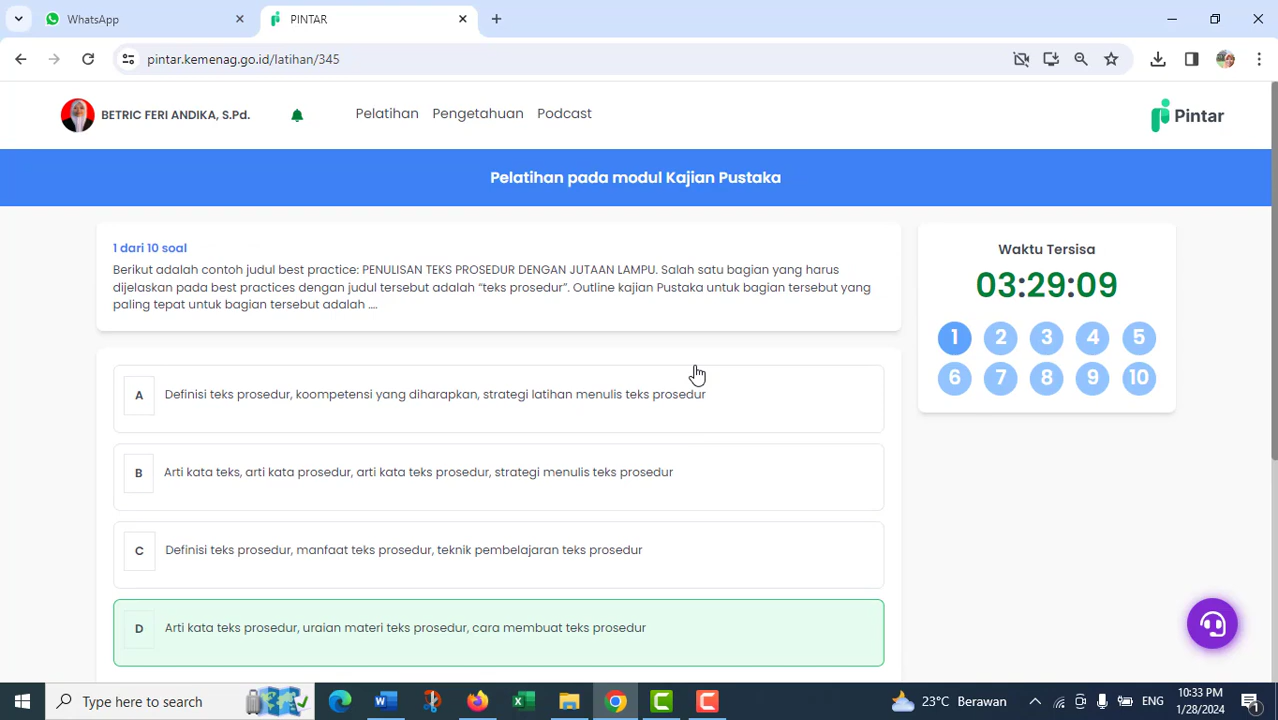 WhatsApp
PINTAR
pintar.kemenag.go.id/latihan/345
BETRIC FERI ANDIKA, S.Pd.
Pelatihan
Pengetahuan
Podcast
Pintar
Pelatihan pada modul Kajian Pustaka
1 dari 10 soal
Berikut adalah contoh judul best practice: PENULISAN TEKS PROSEDUR DENGAN JUTAAN LAMPU. Salah satu bagian yang harus
dijelaskan pada best practices dengan judul tersebut adalah “teks prosedur”. Outline kajian Pustaka untuk bagian tersebut yang
paling tepat untuk bagian tersebut adalah ....
A Definisi teks prosedur, koompetensi yang diharapkan, strategi latihan menulis teks prosedur
B Arti kata teks, arti kata prosedur, arti kata teks prosedur, strategi menulis teks prosedur
C Definisi teks prosedur, manfaat teks prosedur, teknik pembelajaran teks prosedur
D Arti kata teks prosedur, uraian materi teks prosedur, cara membuat teks prosedur
Waktu Tersisa
03:29:09
1 2 3 4 5
6 7 8 9 10
Type here to search
23°C Berawan
ENG
10:33 PM
1/28/2024
1